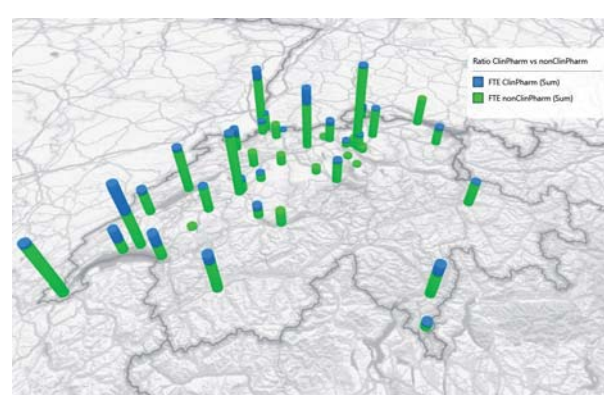 Ratio ClinPharm vs nonClinPharm
FTE ClinPharm (Sum)
FTE nonClinPharm (Sum)